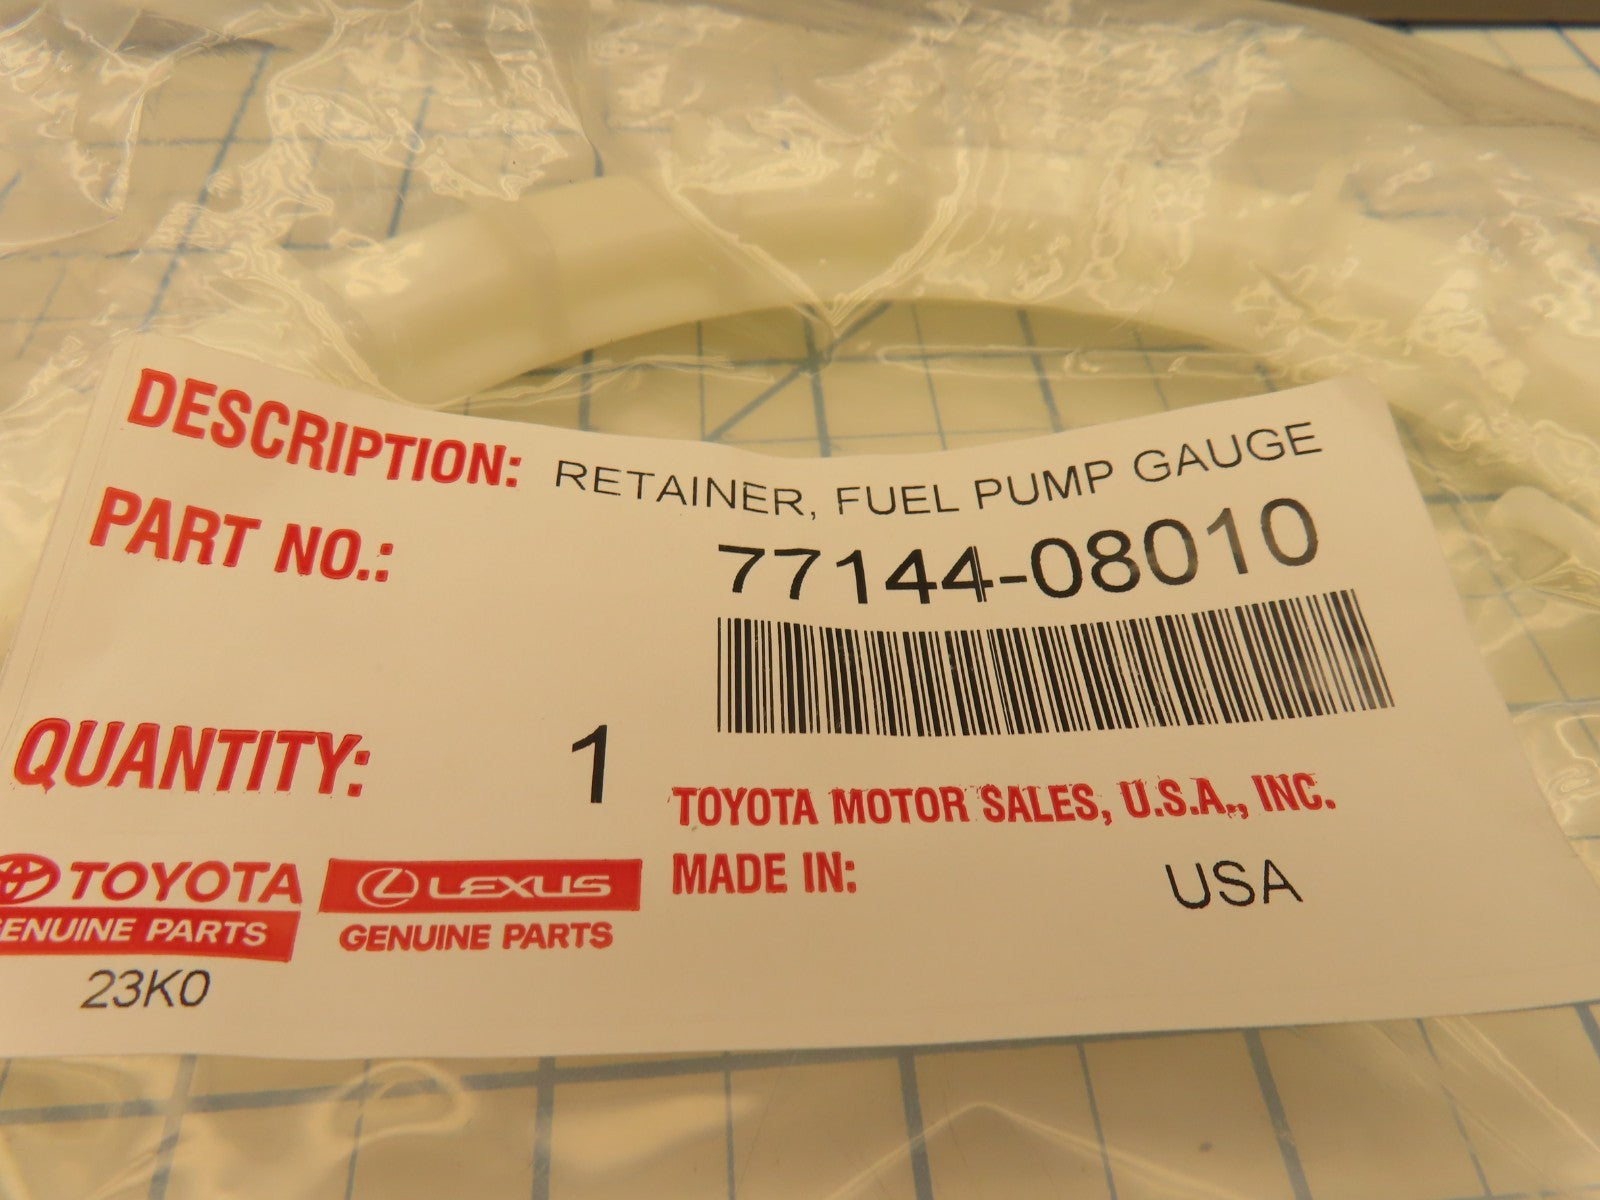 DESCRIPTION: RETAINER, FUEL PUMP GAUGE
PART NO.: 77144-08010
QUANTITY: 1
TOYOTA MOTOR SALES, U.S.A., INC.
MADE IN: USA
TOYOTA
GENUINE PARTS
LEXUS
GENUINE PARTS
23K0